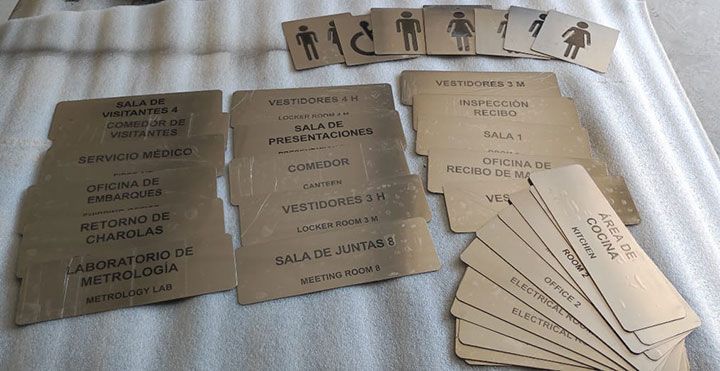 SALA DE
VISITANTES 4
COMEDOR DE
VISITANTES
SERVICIO MÉDICO
OFICINA DE
EMBARQUES
RETORNO DE
CHAROLAS
LABORATORIO DE
METROLOGÍA
METROLOGY LAB
VESTIDORES 4 H
LOCKER ROOM 4 M
SALA DE
PRESENTACIONES
COMEDOR
CANTEEN
VESTIDORES 3 H
LOCKER ROOM 3 M
SALA DE JUNTAS 8
MEETING ROOM 8
VESTIDORES 3 M
INSPECCIÓN
RECIBO
SALA 1
OFICINA DE
RECIBO DE MA
VES
ÁREA DE
COCINA
KITCHEN
ROOM 2
OFFICE 2
ELECTRICAL ROO
ELECTRICAL R